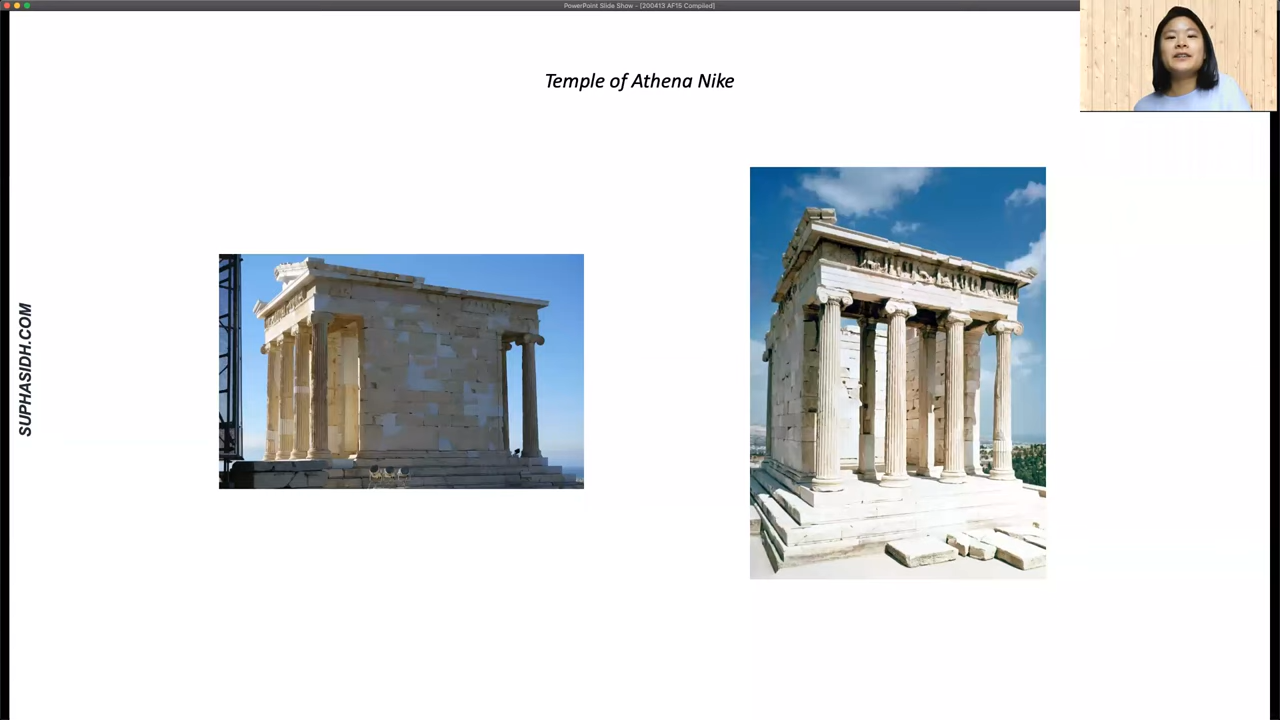 PowerPoint Slide Show - [200413 AF15 Compiled]
Temple of Athena Nike
SUPHASIDH.COM